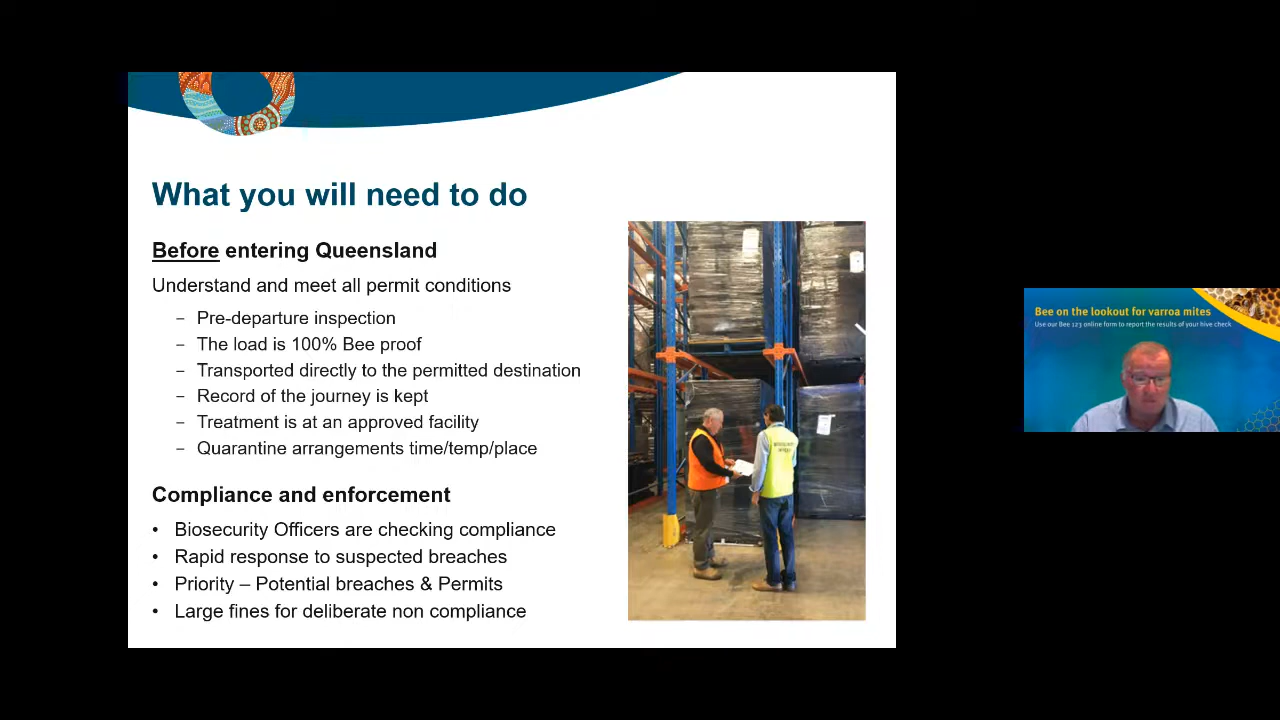 What you will need to do
Before entering Queensland
Understand and meet all permit conditions
– Pre-departure inspection
– The load is 100% Bee proof
– Transported directly to the permitted destination
– Record of the journey is kept
– Treatment is at an approved facility
– Quarantine arrangements time/temp/place
Compliance and enforcement
• Biosecurity Officers are checking compliance
• Rapid response to suspected breaches
• Priority – Potential breaches & Permits
• Large fines for deliberate non compliance
Bee on the lookout for varroa mites
Use our Bee 123 online form to report the results of your hive check